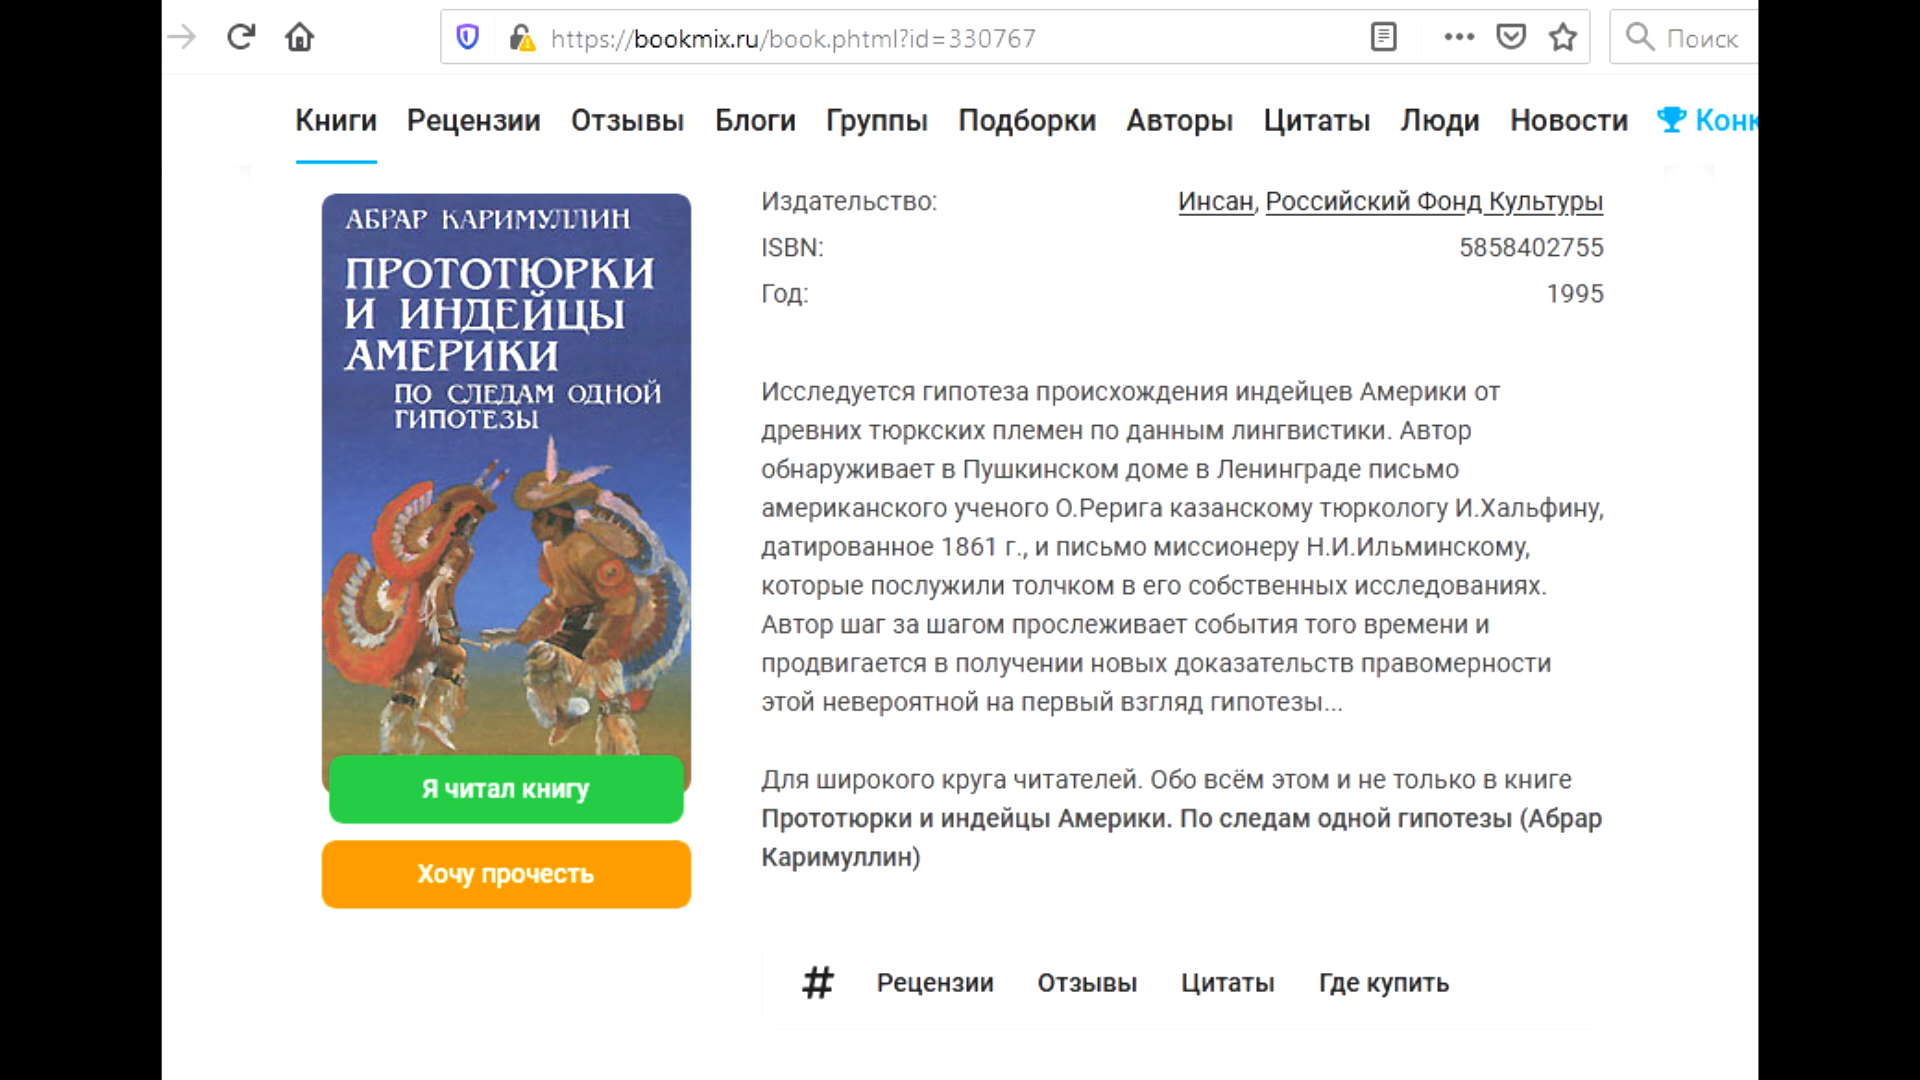 https://bookmix.ru/book.phtml?id=330767
Поиск
Книги Рецензии Отзывы Блоги Группы Подборки Авторы Цитаты Люди Новости Конк
АБРАР КАРИМУЛЛИН
ПРОТОТЮРКИ
И ИНДЕЙЦЫ
АМЕРИКИ
ПО СЛЕДАМ ОДНОЙ
ГИПОТЕЗЫ
Я читал книгу
Хочу прочесть
Издательство: Инсан, Российский Фонд Культуры
ISBN: 5858402755
Год: 1995
Исследуется гипотеза происхождения индейцев Америки от
древних тюркских племен по данным лингвистики. Автор
обнаруживает в Пушкинском доме в Ленинграде письмо
американского ученого О.Рерига казанскому тюркологу И.Хальфину,
датированное 1861 г., и письмо миссионеру Н.И.Ильминскому,
которые послужили толчком в его собственных исследованиях.
Автор шаг за шагом прослеживает события того времени и
продвигается в получении новых доказательств правомерности
этой невероятной на первый взгляд гипотезы...
Для широкого круга читателей. Обо всём этом и не только в книге
Прототюрки и индейцы Америки. По следам одной гипотезы (Абрар
Каримуллин)
# Рецензии Отзывы Цитаты Где купить